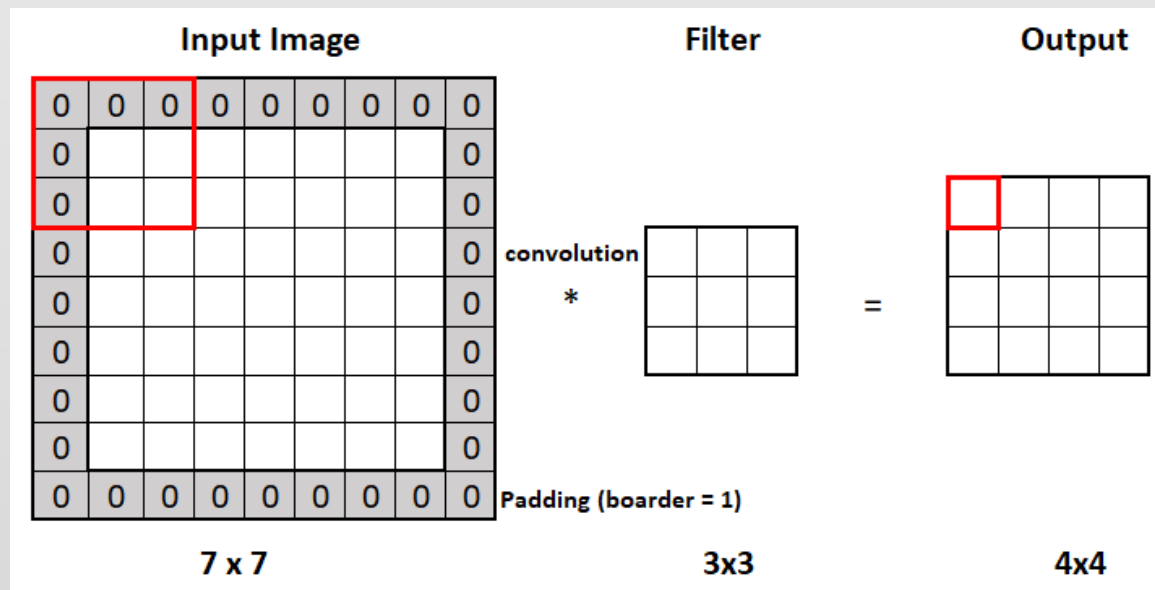 Input Image Filter Output
0 0 0 0 0 0 0 0 0
0 0
0 0
0 0 convolution
0 0 * =
0 0
0 0
0 0
0 0 0 0 0 0 0 0 0 Padding (boarder = 1)
7 x 7 3x3 4x4